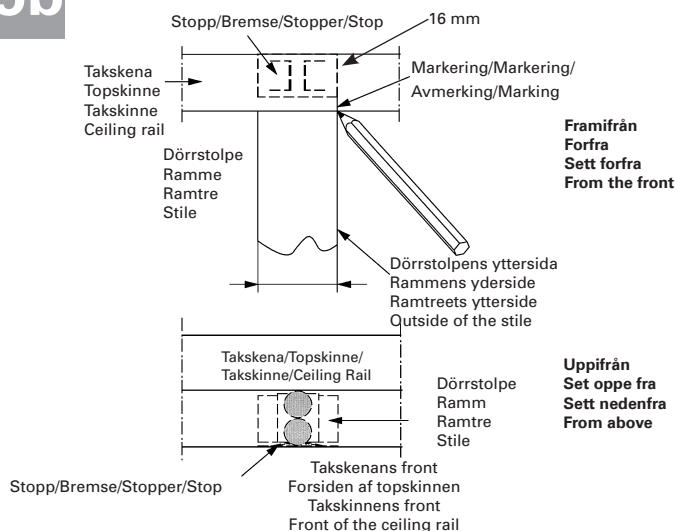 5b
Stopp/Bremse/Stopper/Stop
16 mm
Takskena
Topskinne
Takskinne
Ceiling rail
Markering/Markering/
Avmerking/Marking
Framifrån
Forfra
Sett forfra
From the front
Dörrstolpe
Ramme
Ramtre
Stile
Dörrstolpens yttersida
Rammens yderside
Ramtreets ytterside
Outside of the stile
Takskena/Topskinne/
Takskinne/Ceiling Rail
Uppifrån
Set oppe fra
Sett nedenfra
From above
Dörrstolpe
Ramm
Ramtre
Stile
Stopp/Bremse/Stopper/Stop
Takskenans front
Forsiden af topskinnen
Takskinnens front
Front of the ceiling rail